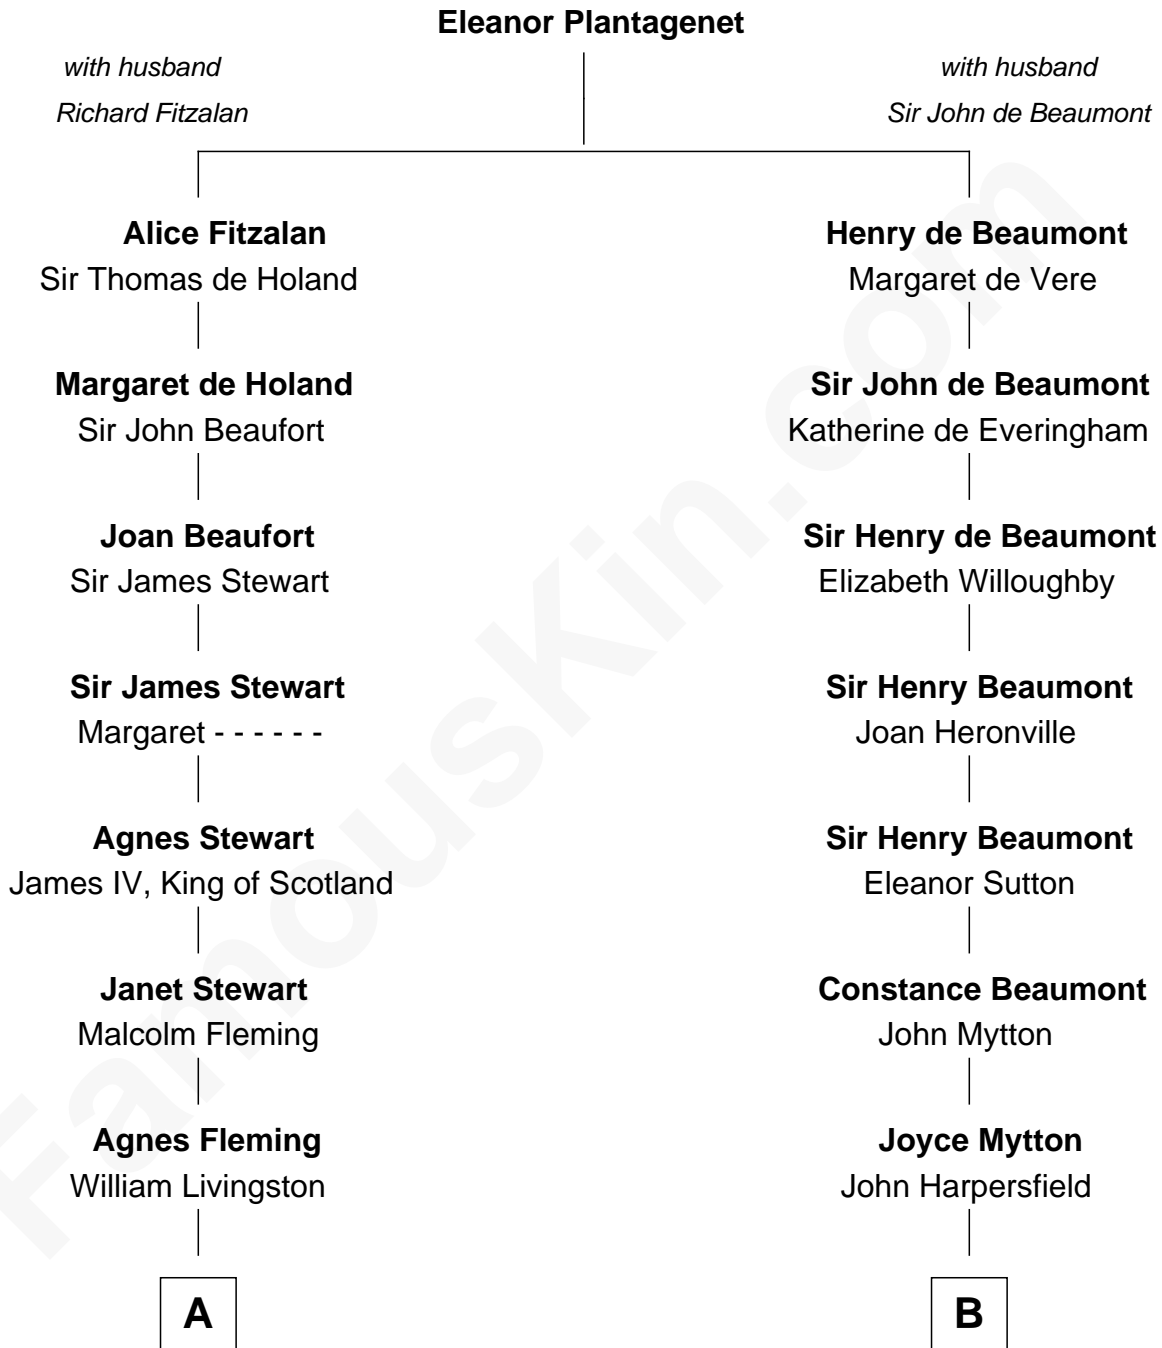 Eleanor Plantagenet
with husband
Richard Fitzalan
with husband
Sir John de Beaumont
Alice Fitzalan
Sir Thomas de Holand
Margaret de Holand
Sir John Beaufort
Joan Beaufort
Sir James Stewart
Sir James Stewart
Margaret - - - - - -
Agnes Stewart
James IV, King of Scotland
Janet Stewart
Malcolm Fleming
Agnes Fleming
William Livingston
A
Henry de Beaumont
Margaret de Vere
Sir John de Beaumont
Katherine de Everingham
Sir Henry de Beaumont
Elizabeth Willoughby
Sir Henry Beaumont
Joan Heronville
Sir Henry Beaumont
Eleanor Sutton
Constance Beaumont
John Mytton
Joyce Mytton
John Harpersfield
B
FamousKin.com